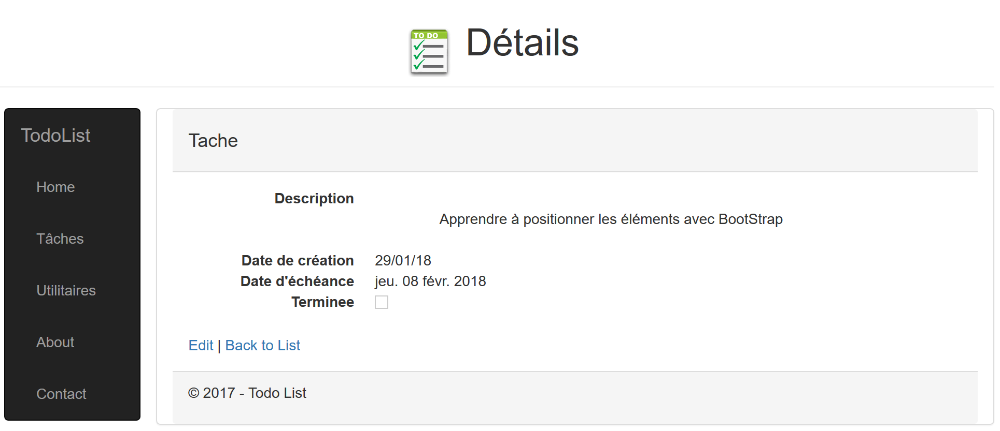 TO DO
Détails
TodoList
Home
Tâches
Utilitaires
About
Contact
Tache
Description
Apprendre à positionner les éléments avec BootStrap
Date de création 29/01/18
Date d'échéance jeu. 08 févr. 2018
Terminee
Edit | Back to List
© 2017 - Todo List